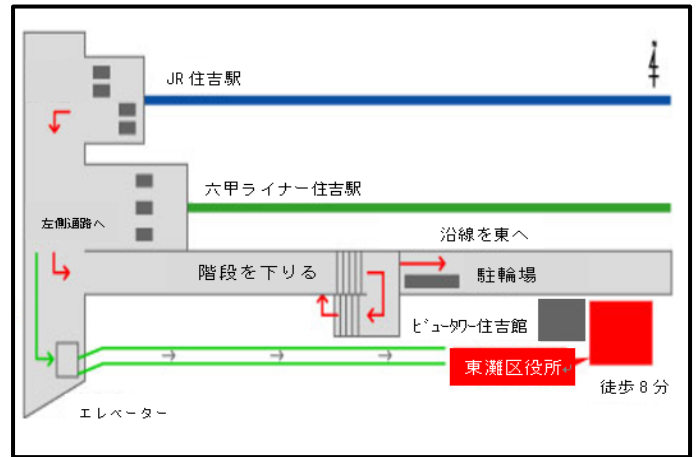 JR 住吉駅
六甲ライナー住吉駅
左側通路へ
沿線を東へ
階段を下りる
駐輪場
ビュータワー住吉館
東灘区役所
徒歩 8 分
エレベーター